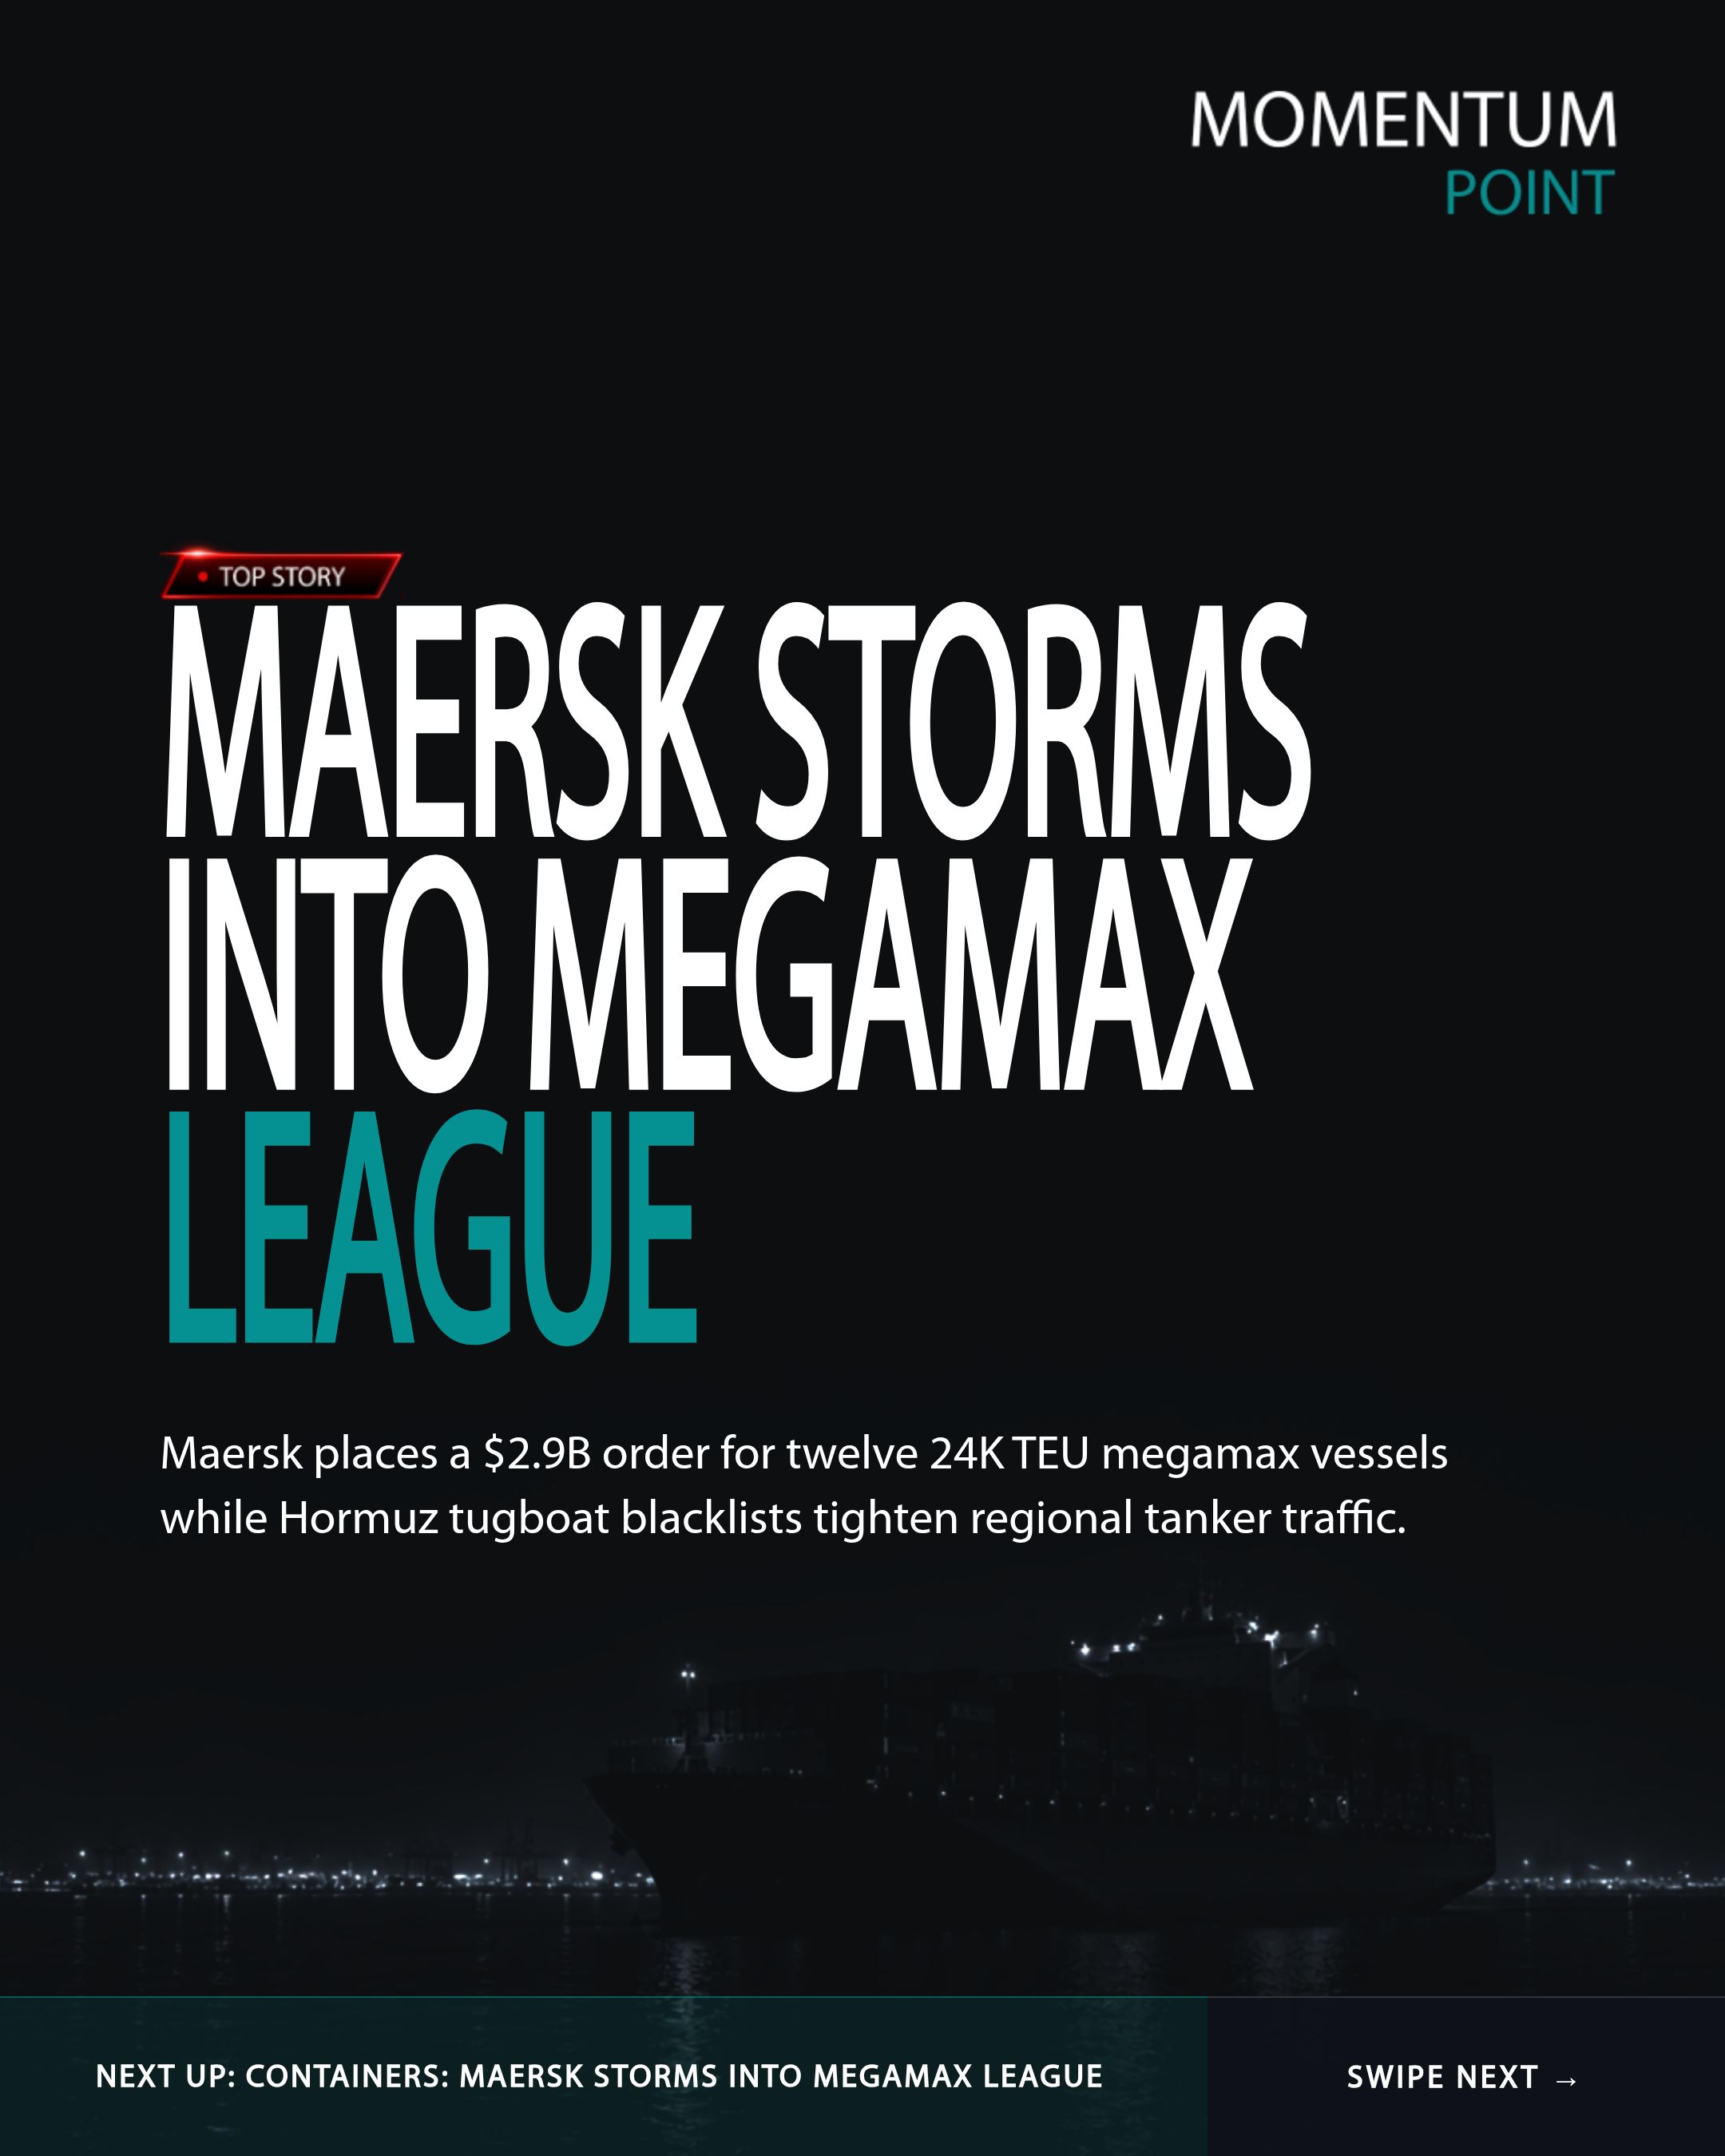 MOMENTUM
POINT
TOP STORY
MAERSK STORMS
INTO MEGAMAX
LEAGUE
Maersk places a $2.9B order for twelve 24K TEU megamax vessels
while Hormuz tugboat blacklists tighten regional tanker traffic.
NEXT UP: CONTAINERS: MAERSK STORMS INTO MEGAMAX LEAGUE
SWIPE NEXT →